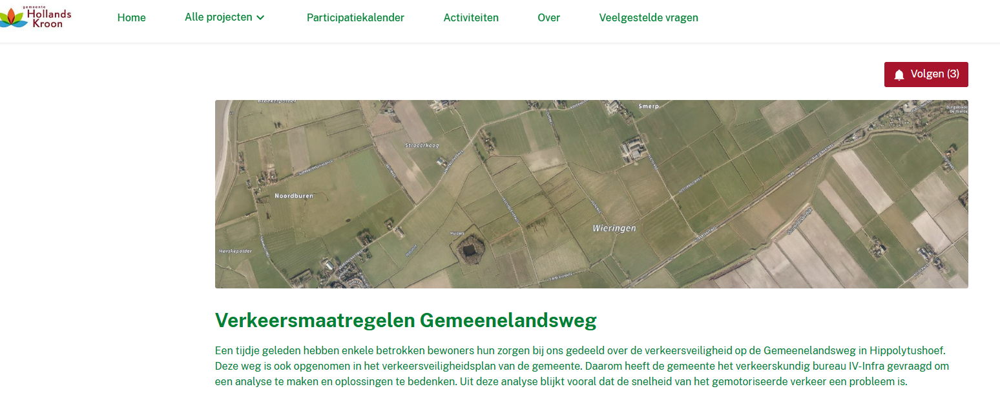 gemeente
Hollands
Kroon
Home
Alle projecten
Participatiekalender
Activiteiten
Over
Veelgestelde vragen
Volgen (3)
Broekerpolder
Smerp
Stroeërkoog
Noordburen
Wieringen
Mulgers
Marskepolder
Verkeersmaatregelen Gemeenelandsweg
Een tijdje geleden hebben enkele betrokken bewoners hun zorgen bij ons gedeeld over de verkeersveiligheid op de Gemeenelandsweg in Hippolytushoef.
Deze weg is ook opgenomen in het verkeersveiligheidsplan van de gemeente. Daarom heeft de gemeente het verkeerskundig bureau IV-Infra gevraagd om
een analyse te maken en oplossingen te bedenken. Uit deze analyse blijkt vooral dat de snelheid van het gemotoriseerde verkeer een probleem is.